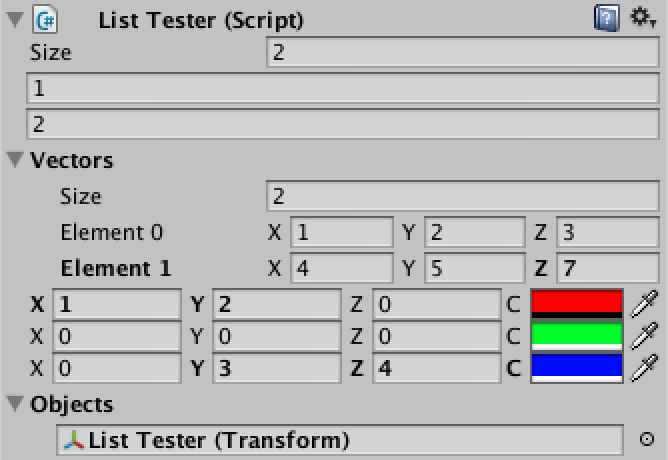 List Tester (Script)
Size 2
1
2
Vectors
Size 2
Element 0 X 1 Y 2 Z 3
Element 1 X 4 Y 5 Z 7
X 1 Y 2 Z 0 C
X 0 Y 0 Z 0 C
X 0 Y 3 Z 4 C
Objects
List Tester (Transform)